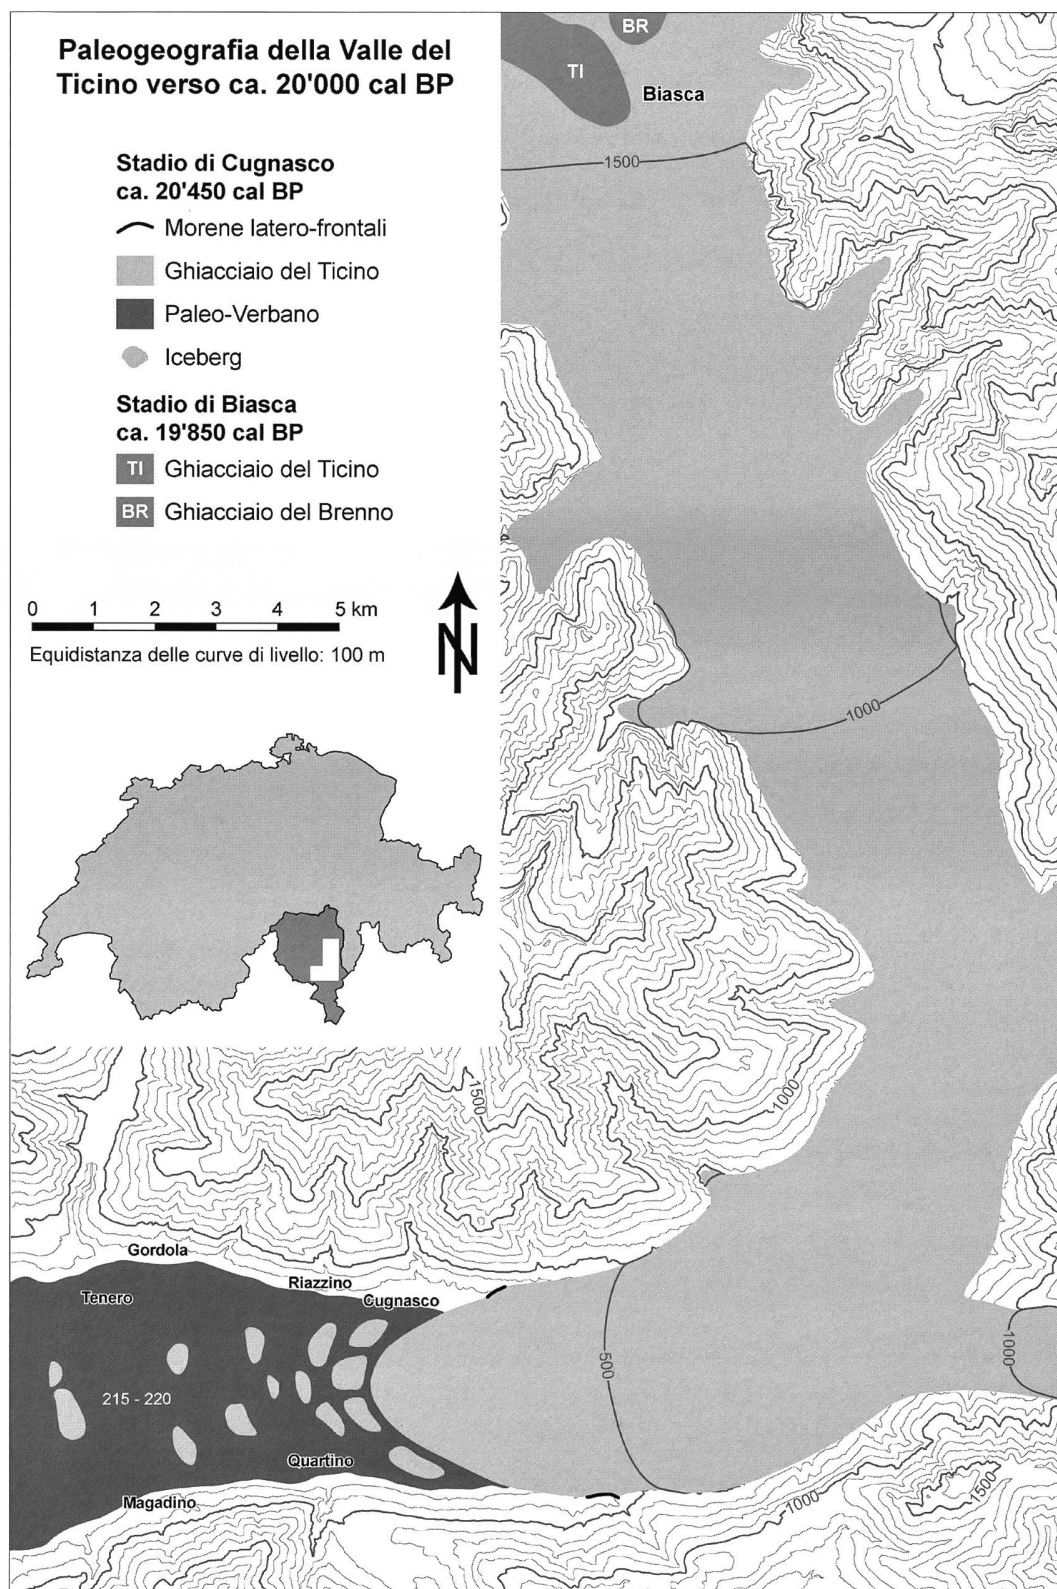 Paleogeografia della Valle del
Ticino verso ca. 20'000 cal BP
Stadio di Cugnasco
ca. 20'450 cal BP
Morene latero-frontali
Ghiacciaio del Ticino
Paleo-Verbano
Iceberg
Stadio di Biasca
ca. 19'850 cal BP
TI Ghiacciaio del Ticino
BR Ghiacciaio del Brenno
0 1 2 3 4 5 km
Equidistanza delle curve di livello: 100 m
N
BR
TI
Biasca
1500
1000
1500
1000
Gordola
Riazzino
Tenero
Cugnasco
500
1000
215 - 220
Quartino
Magadino
1000
1500